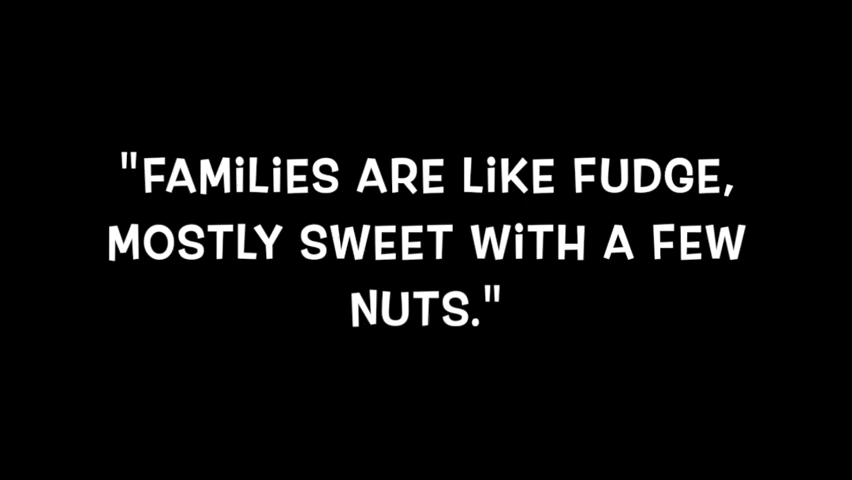 "FAMiLiES ARE LiKE FUDGE,
MOSTLY SWEET WiTH A FEW
NUTS."